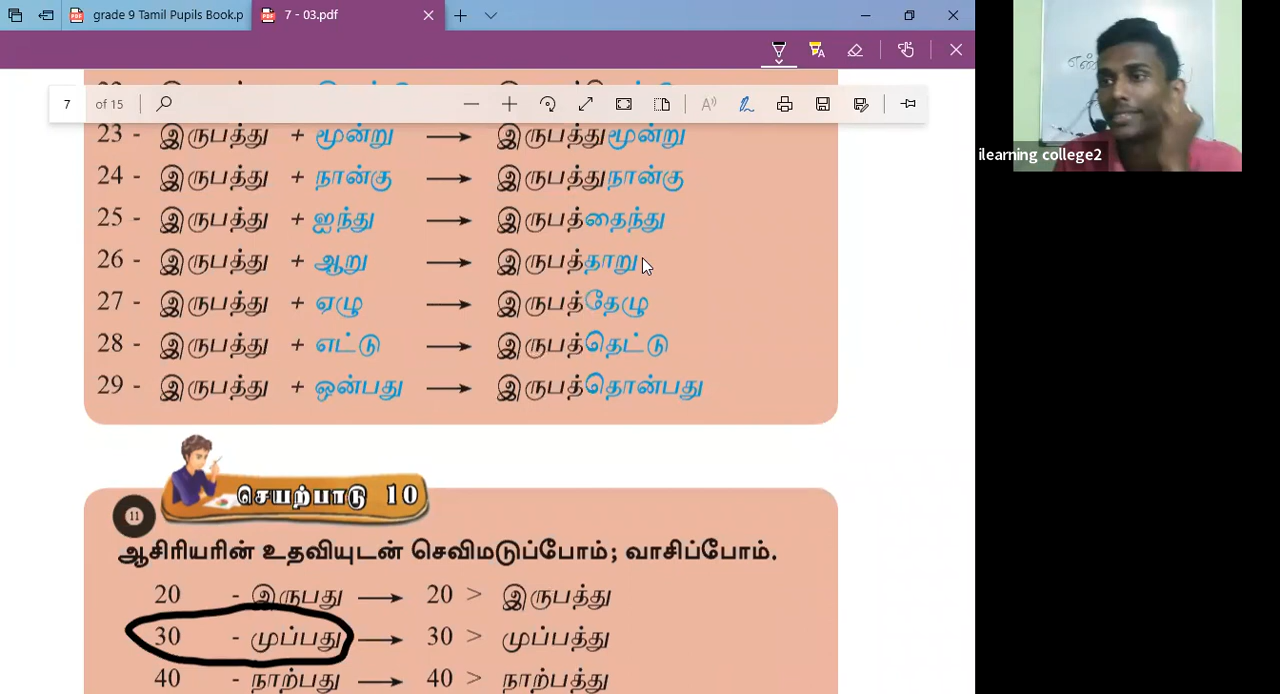 grade 9 Tamil Pupils Book.p
7 - 03.pdf
7 of 15
ilearning college2
23 - இருபத்து + மூன்று → இருபத்துமூன்று
24 - இருபத்து + நான்கு → இருபத்துநான்கு
25 - இருபத்து + ஐந்து → இருபத்தைந்து
26 - இருபத்து + ஆறு → இருபத்தாறு
27 - இருபத்து + ஏழு → இருபத்தேழு
28 - இருபத்து + எட்டு → இருபத்தெட்டு
29 - இருபத்து + ஒன்பது → இருபத்தொன்பது
செயற்பாடு 10
11
ஆசிரியரின் உதவியுடன் செவிமடுப்போம்; வாசிப்போம்.
20 - இருபது → 20 > இருபத்து
30 - முப்பது → 30 > முப்பத்து
40 - நாற்பது → 40 > நாற்பத்து